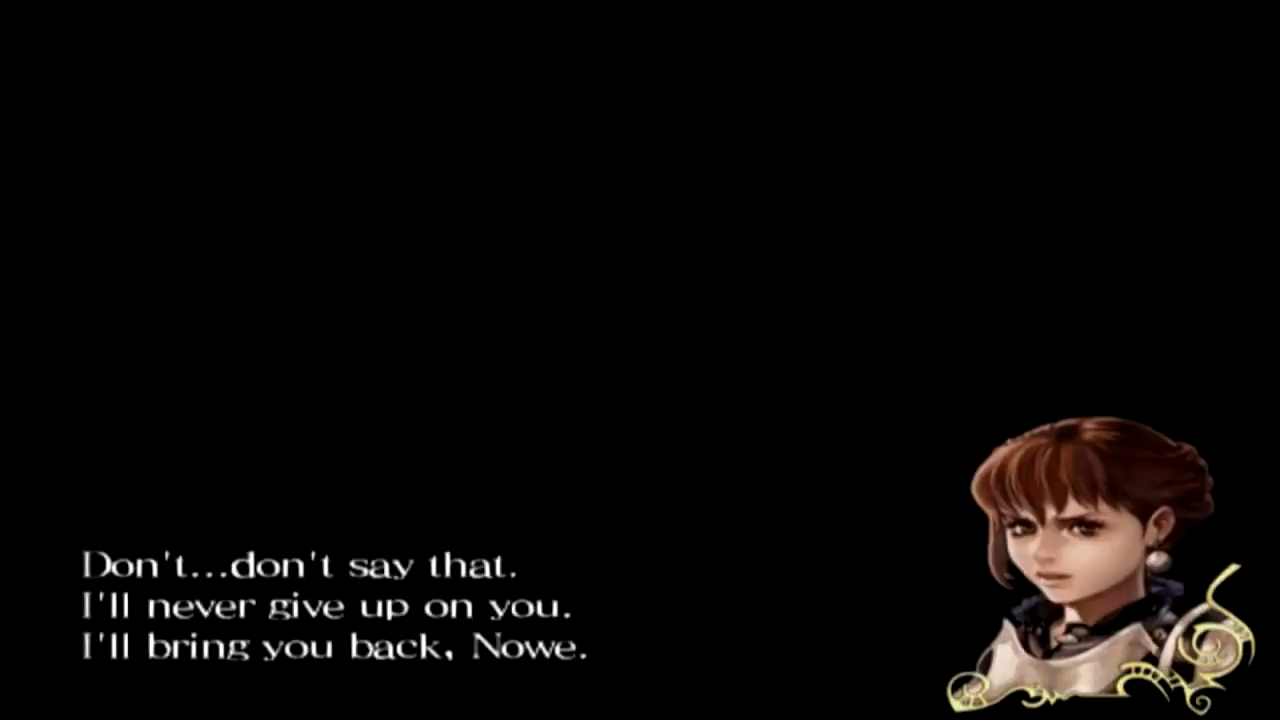 Don't...don't say that.
I'll never give up on you.
I'll bring you back, Nowe.